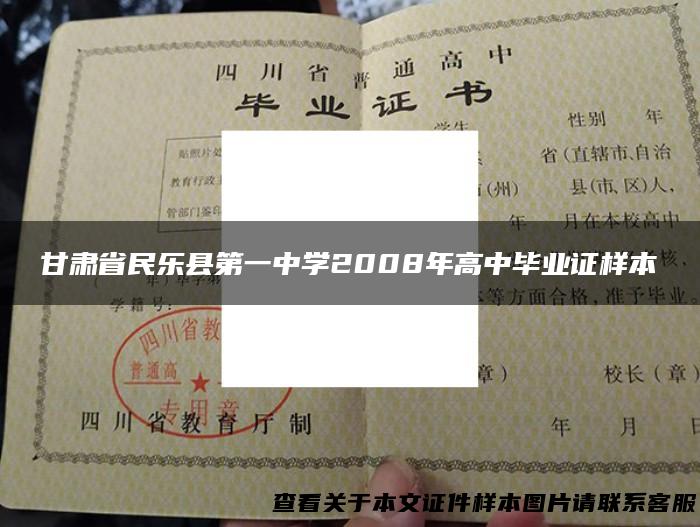 四川省普通高中
毕业证书
学生 性别 年
贴照片处
省(直辖市、自治
教育行政主
(州) 县(市、区)人,
管部门签印
年 月在本校高中
甘肃省民乐县第一中学2008年高中毕业证样本
等方面合格,准予毕业。
学籍号:
四川省教
普通高
专用章
章) 校长(章)
四川省教育厅制
年 月 日
查看关于本文证件样本图片请联系客服